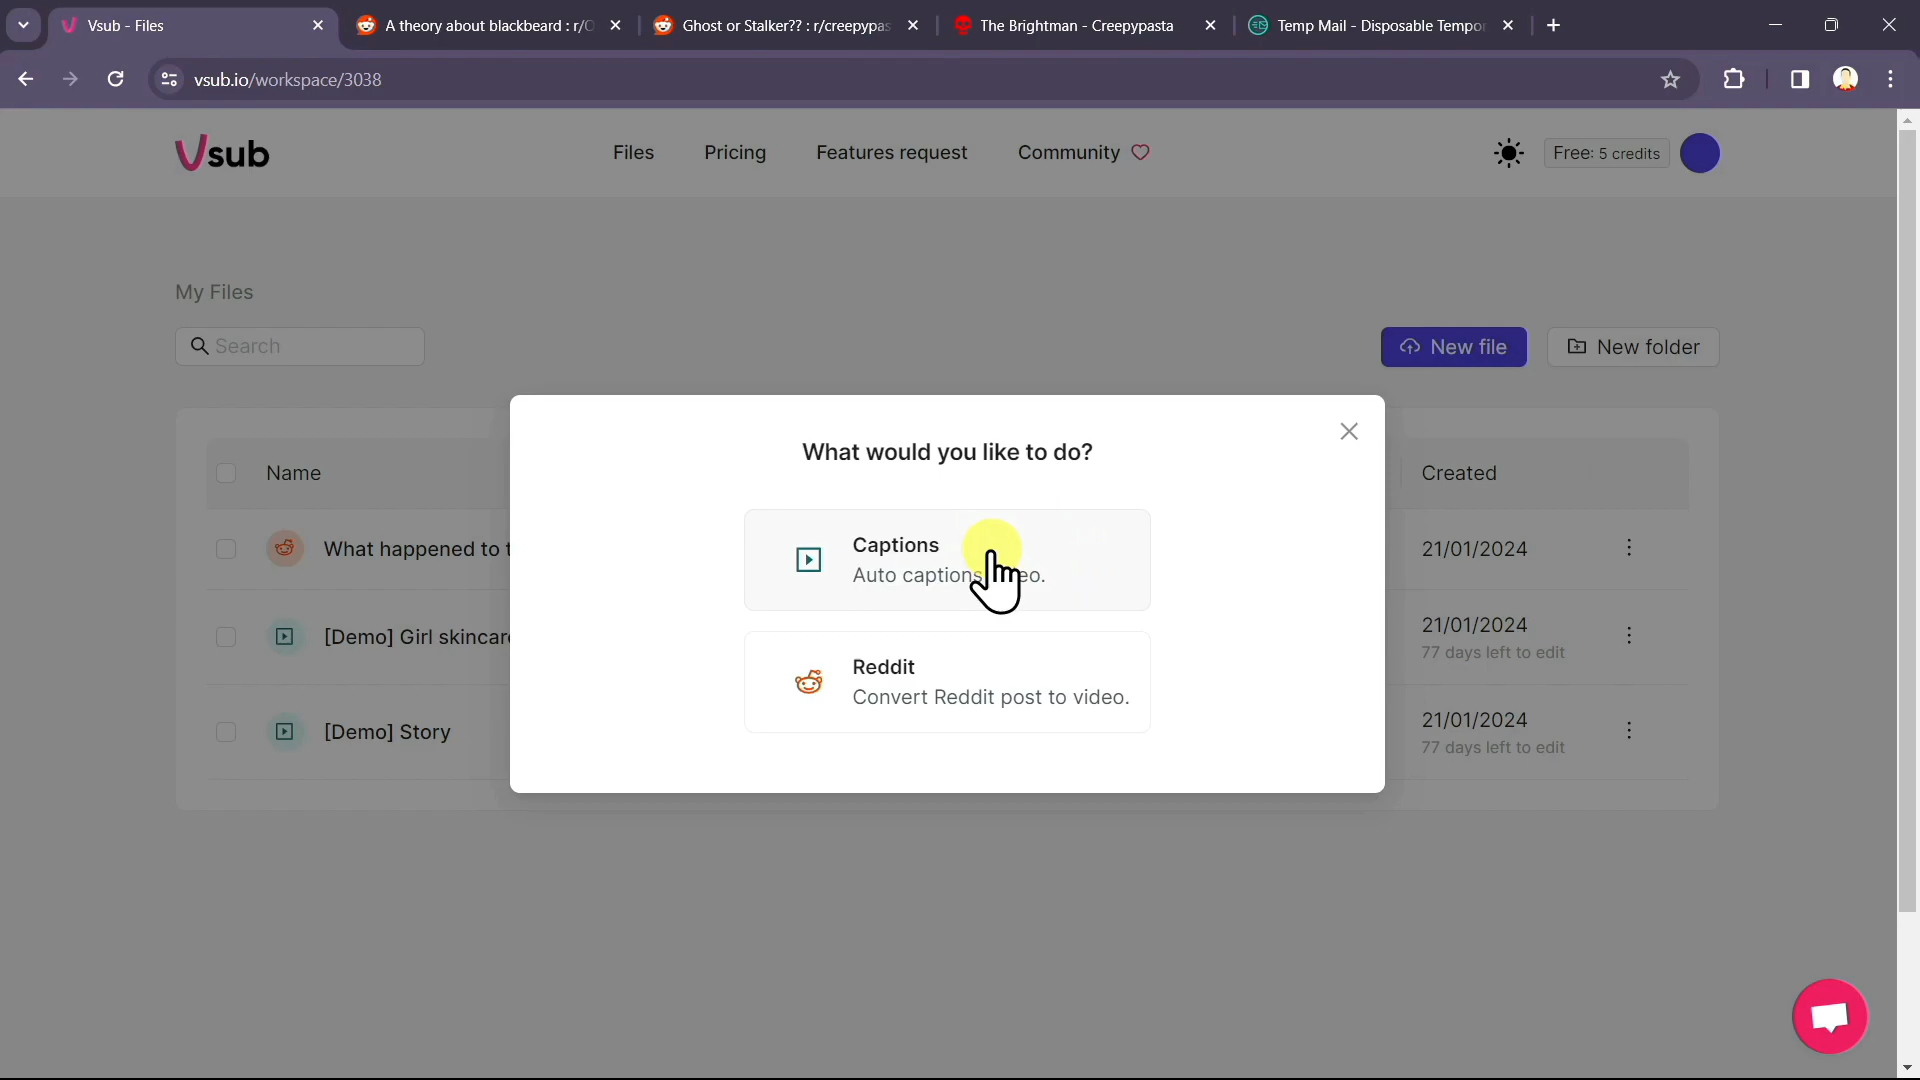 Vsub - Files
A theory about blackbeard : r/O
Ghost or Stalker?? : r/creepypas
The Brightman - Creepypasta
Temp Mail - Disposable Tempor
vsub.io/workspace/3038
Vsub
Files
Pricing
Features request
Community
Free: 5 credits
My Files
Search
New file
New folder
What would you like to do?
Name
Created
Captions
Auto captions
Reddit
Convert Reddit post to video.
What happened to t
21/01/2024
[Demo] Girl skincare
21/01/2024
77 days left to edit
[Demo] Story
21/01/2024
77 days left to edit